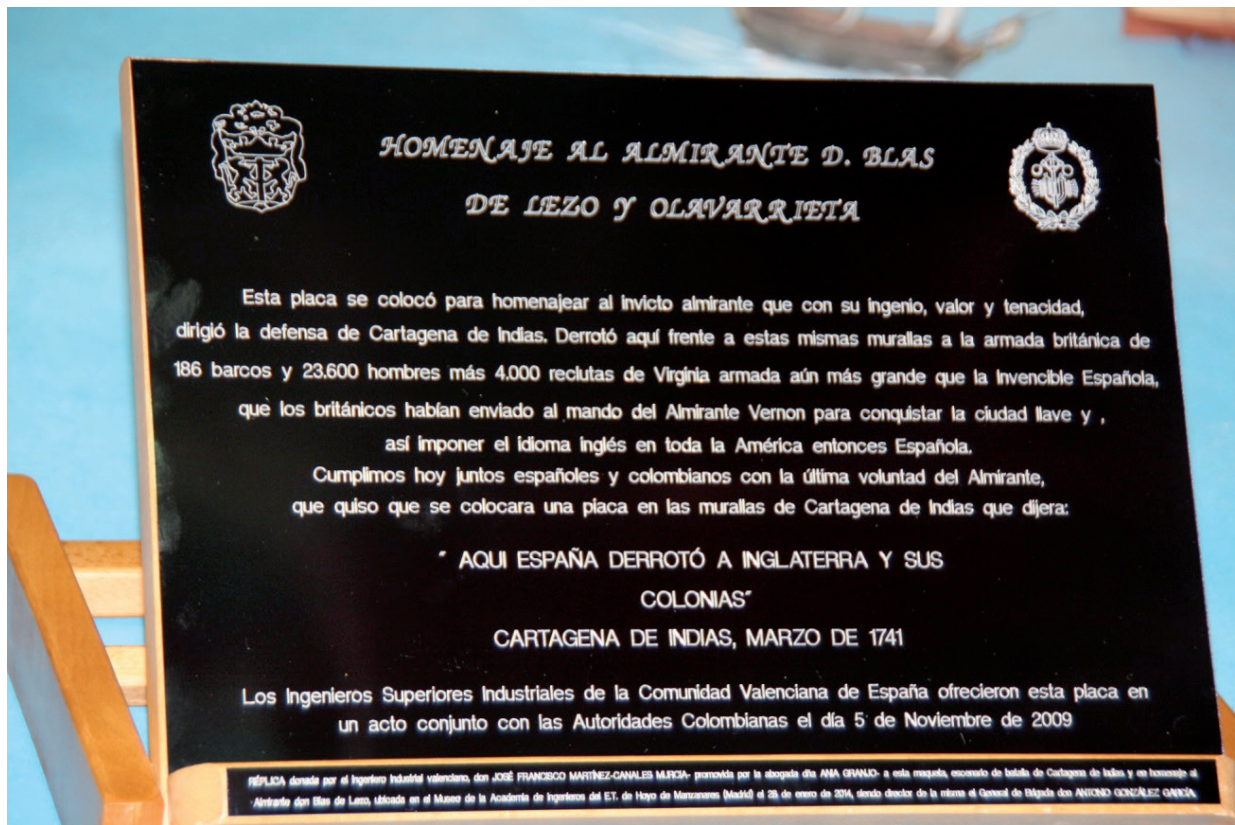 HOMENAJE AL ALMIRANTE D. BLAS
DE LEZO Y OLAVARRIETA
Esta placa se colocó para homenajear al invicto almirante que con su ingenio, valor y tenacidad,
dirigió la defensa de Cartagena de Indias. Derrotó aquí frente a estas mismas murallas a la armada británica de
186 barcos y 23.600 hombres más 4.000 reclutas de Virginia armada aún más grande que la Invencible Española,
que los británicos habían enviado al mando del Almirante Vernon para conquistar la ciudad llave y ,
así imponer el idioma inglés en toda la América entonces Española.
Cumplimos hoy juntos españoles y colombianos con la última voluntad del Almirante,
que quiso que se colocara una placa en las murallas de Cartagena de Indias que dijera:
" AQUI ESPAÑA DERROTÓ A INGLATERRA Y SUS
COLONIAS"
CARTAGENA DE INDIAS, MARZO DE 1741
Los Ingenieros Superiores Industriales de la Comunidad Valenciana de España ofrecieron esta placa en
un acto conjunto con las Autoridades Colombianas el día 5 de Noviembre de 2009
RÉPLICA donada por el Ingeniero Industrial valenciano, don JOSÉ FRANCISCO MARTÍNEZ-CANALES MURCIA- promovida por la abogada dña ANA GRANJO- a esta maqueta, escenario de batalla de Cartagena de Indias y en homenaje al
Almirante don Blas de Lezo, ubicada en el Museo de la Academia de Ingenieros del E.T. de Hoyo de Manzanares (Madrid) el 28 de enero de 2014, siendo director de la misma el General de Brigada don ANTONIO GONZÁLEZ GARCÍA.